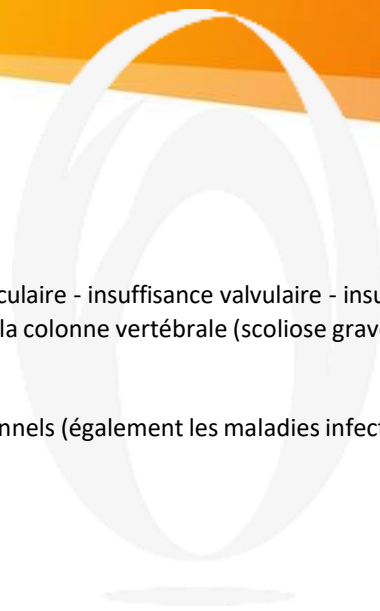 culaire - insuffisance valvulaire - insu
la colonne vertébrale (scoliose grave
nnels (également les maladies infect